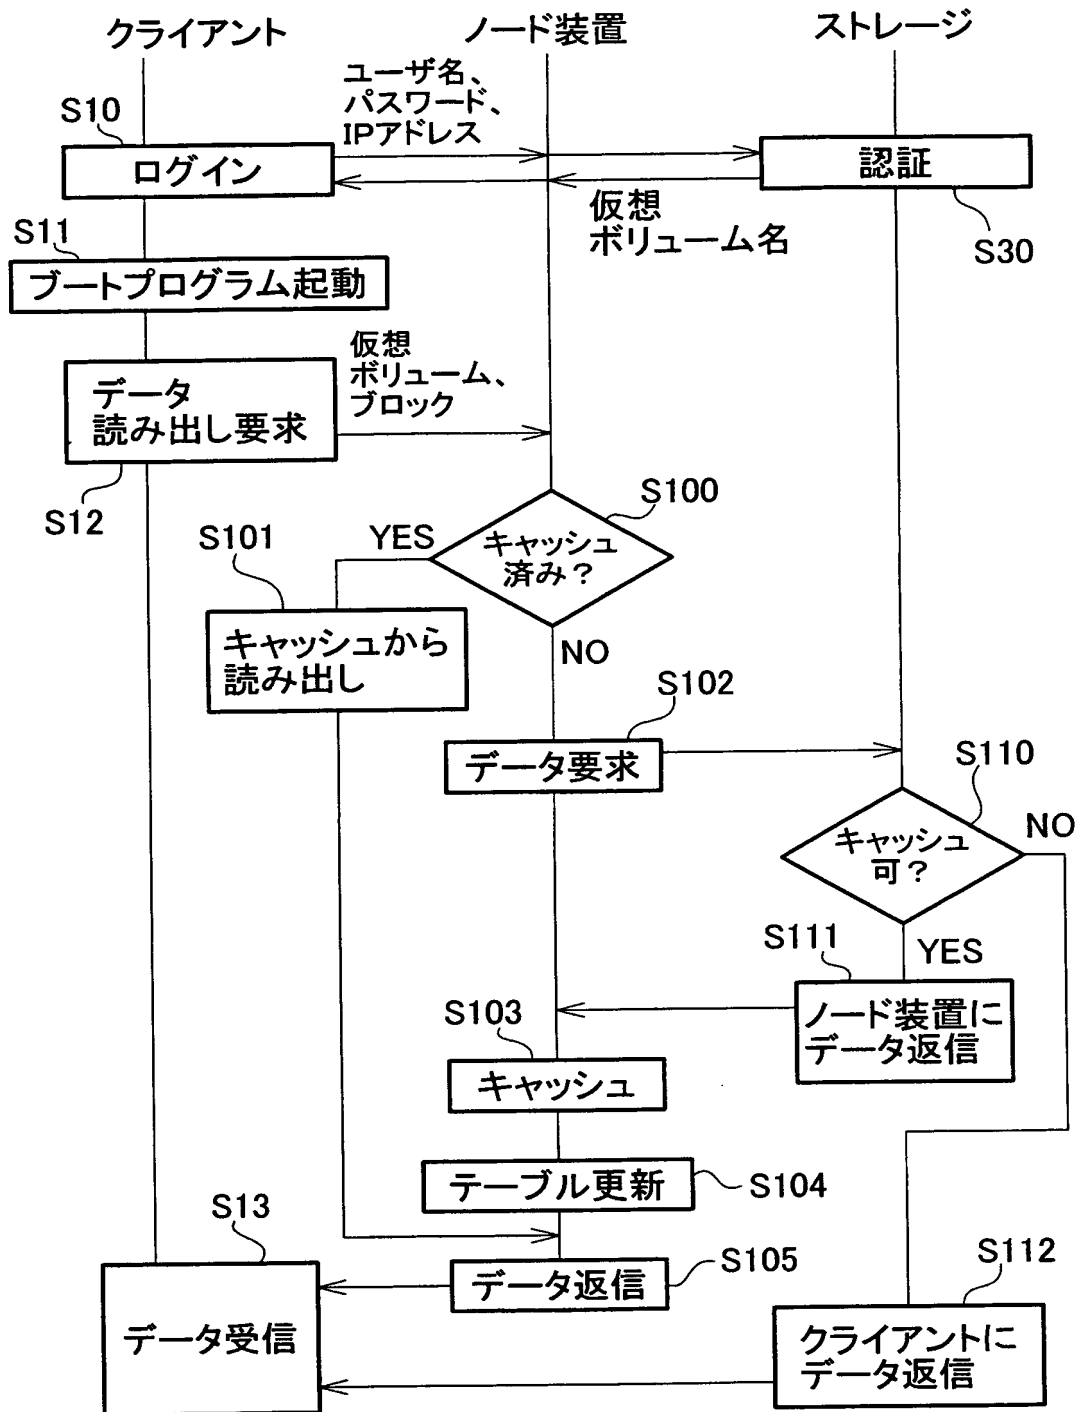 クライアント
ノード装置
ストレージ
ユーザ名、
パスワード、
IPアドレス
S10
ログイン
認証
仮想
ボリューム名
S30
S11
ブートプログラム起動
仮想
ボリューム、
ブロック
データ
読み出し要求
S12
S100
キャッシュ
済み？
YES
NO
S101
キャッシュから
読み出し
S102
データ要求
S110
キャッシュ
可？
NO
YES
S111
ノード装置に
データ返信
S103
キャッシュ
テーブル更新
S104
S13
データ返信
S105
S112
データ受信
クライアントに
データ返信